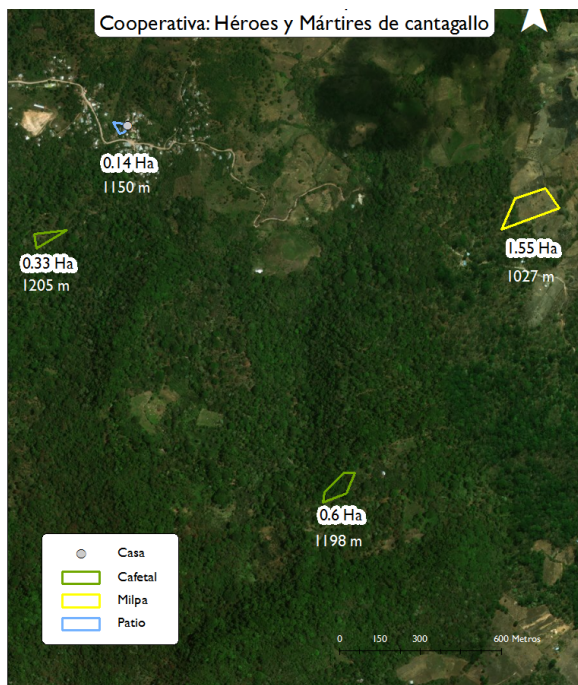 Cooperativa: Héroes y Mártires de cantagallo
0.14 Ha
1150 m
0.33 Ha
1205 m
1.55 Ha
1027 m
0.6 Ha
1198 m
Casa
Cafetal
Milpa
Patio
0 150 300 600 Metros